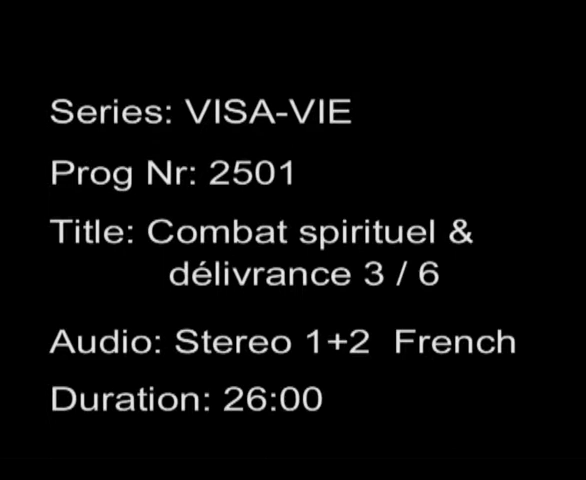 Series: VISA-VIE
Prog Nr: 2501
Title: Combat spirituel &
délivrance 3 / 6
Audio: Stereo 1+2 French
Duration: 26:00